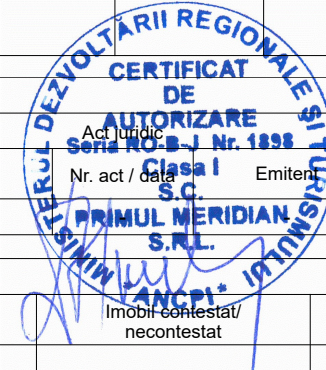 MINISTERUL DEZVOLTĂRII REGIONALE ȘI TURISMULUI
CERTIFICAT
DE
AUTORIZARE
Act juridic
Seria RO-B-J Nr. 1898
Clasa I
Nr. act / data
Emitent
S.C.
PRIMUL MERIDIAN
S.R.L.
* ANCPI *
Imobil contestat/
necontestat